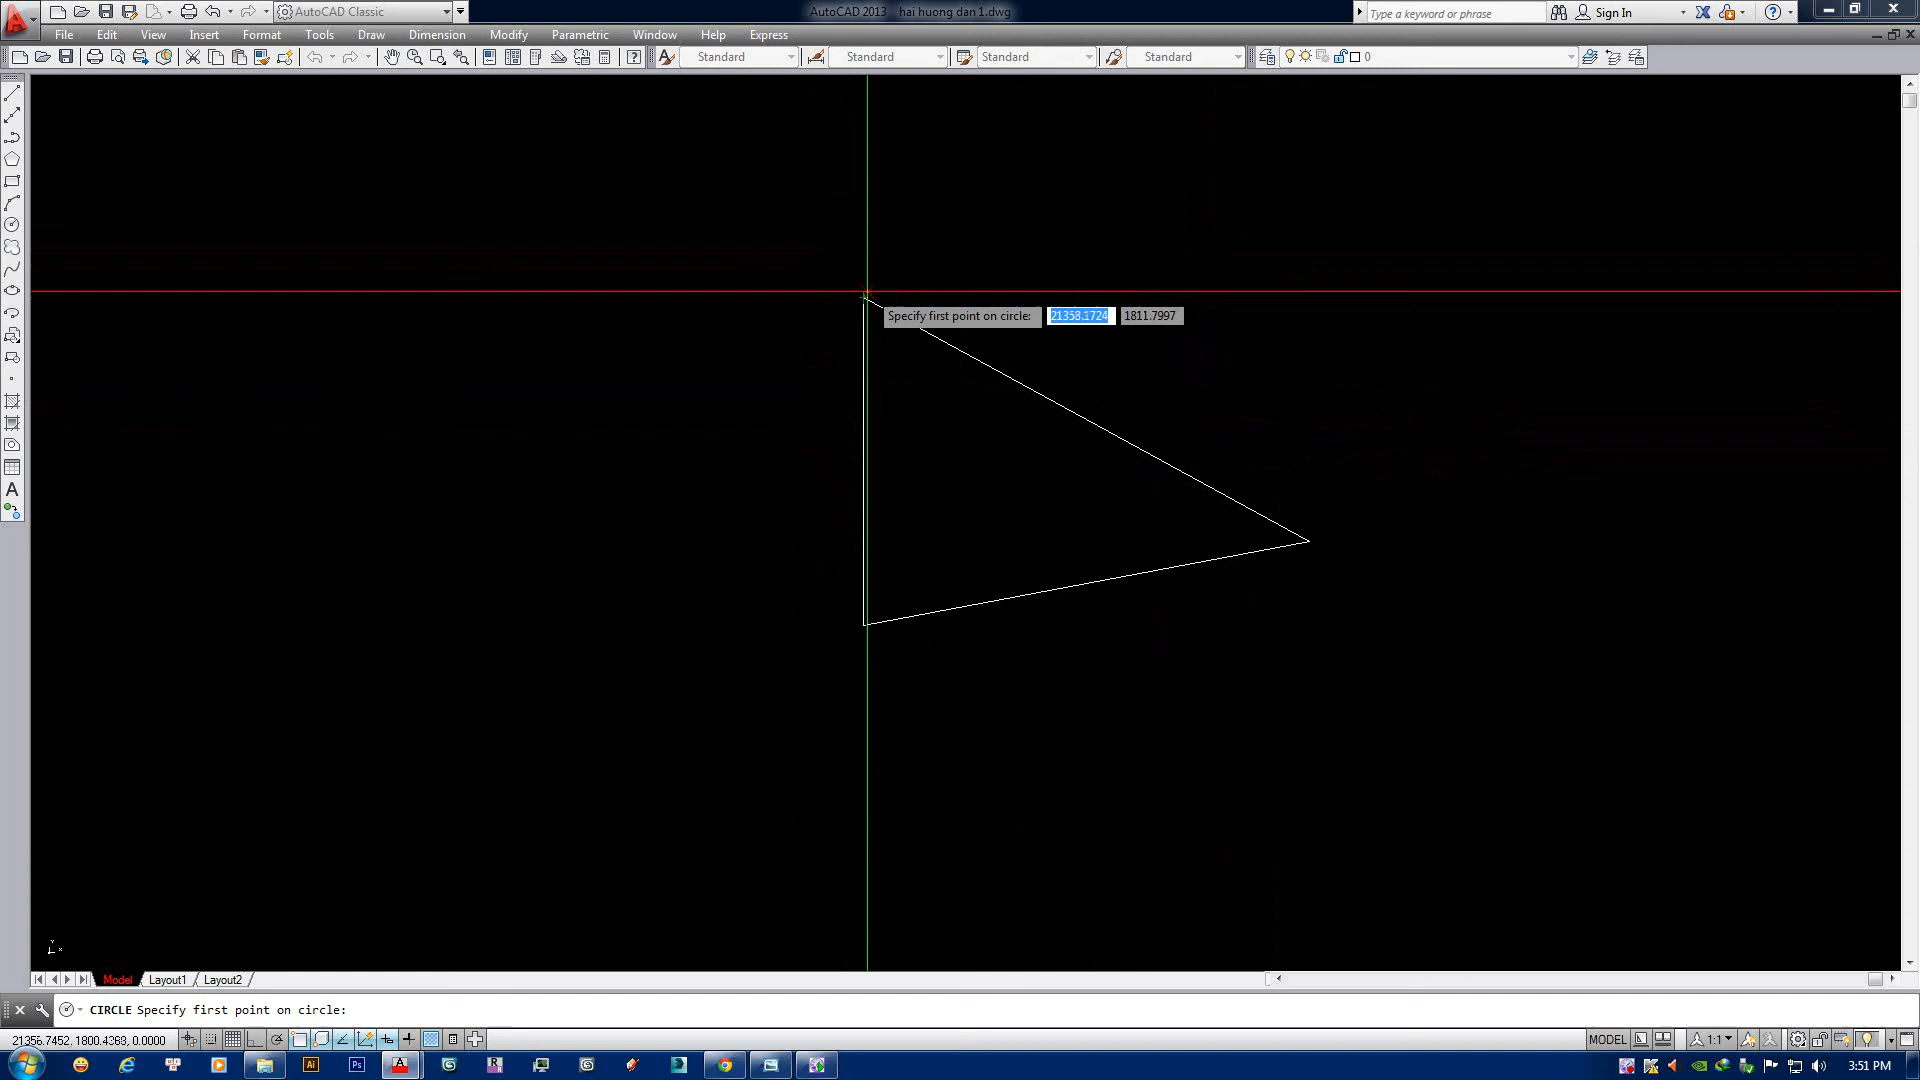 AutoCAD Classic
AutoCAD 2013 hai huong dan 1.dwg
Type a keyword or phrase
Sign In
File Edit View Insert Format Tools Draw Dimension Modify Parametric Window Help Express
Standard Standard Standard Standard 0
Specify first point on circle: 21358.1724 1811.7997
A
Y
X
Model Layout1 Layout2
CIRCLE Specify first point on circle:
21356.7452, 1800.4368, 0.0000
MODEL 1:1
Ai Ps
3:51 PM